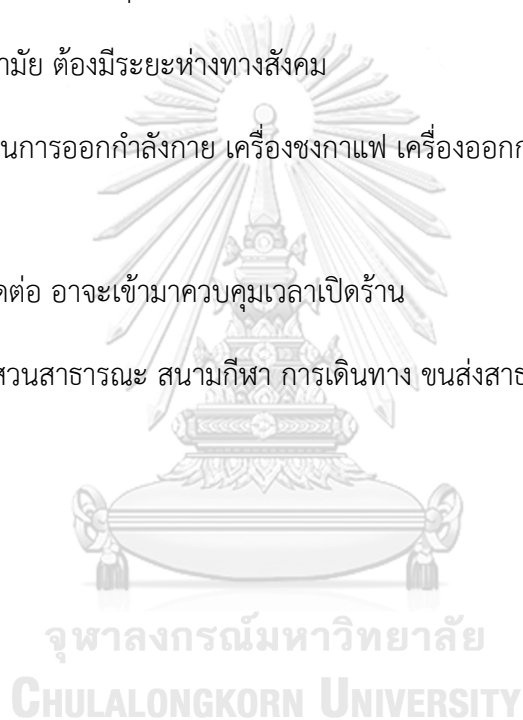 ามัย ต้องมีระยะห่างทางสังคม
นการออกกำลังกาย เครื่องชงกาแฟ เครื่องออกก
ดต่อ อาจจะเข้ามาควบคุมเวลาเปิดร้าน
สวนสาธารณะ สนามกีฬา การเดินทาง ขนส่งสาธ
จุฬาลงกรณ์มหาวิทยาลัย
CHULALONGKORN UNIVERSITY